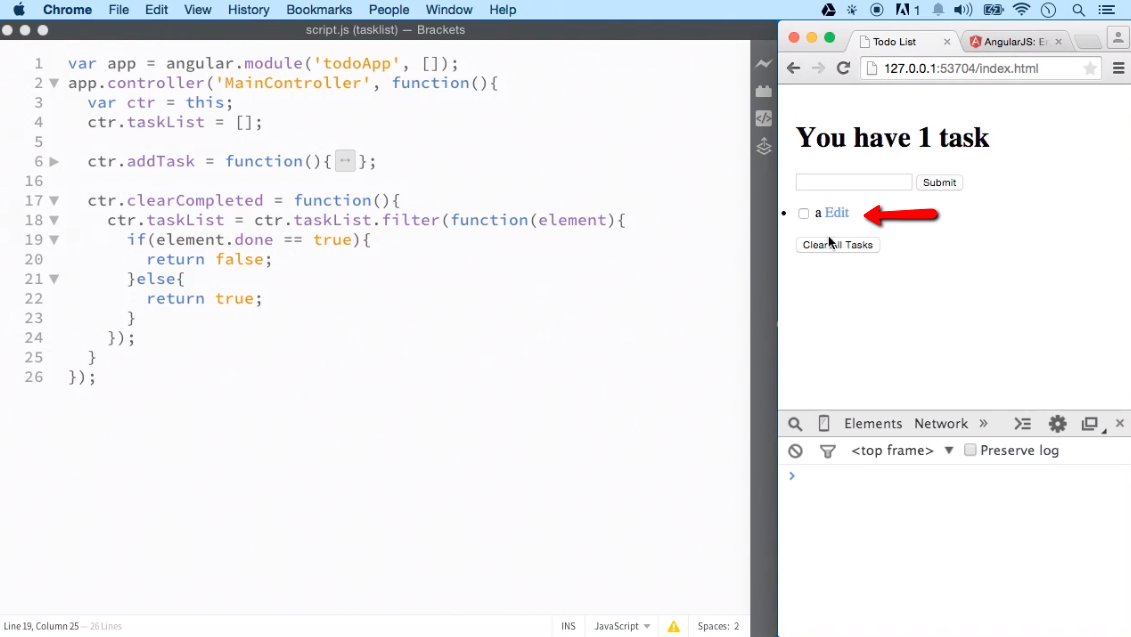 Chrome File Edit View History Bookmarks People Window Help 1
script.js (tasklist) — Brackets
1 var app = angular.module('todoApp', []);
2 app.controller('MainController', function(){
3 var ctr = this;
4 ctr.taskList = [];
5
6 ctr.addTask = function(){ ↔ };
16
17 ctr.clearCompleted = function(){
18 ctr.taskList = ctr.taskList.filter(function(element){
19 if(element.done == true){
20 return false;
21 }else{
22 return true;
23 }
24 });
25 }
26 });
Line 19, Column 25 — 26 Lines
INS JavaScript Spaces: 2
Todo List
AngularJS: Er
127.0.0.1:53704/index.html
You have 1 task
Submit
a Edit
Clear All Tasks
Elements Network »
<top frame> Preserve log